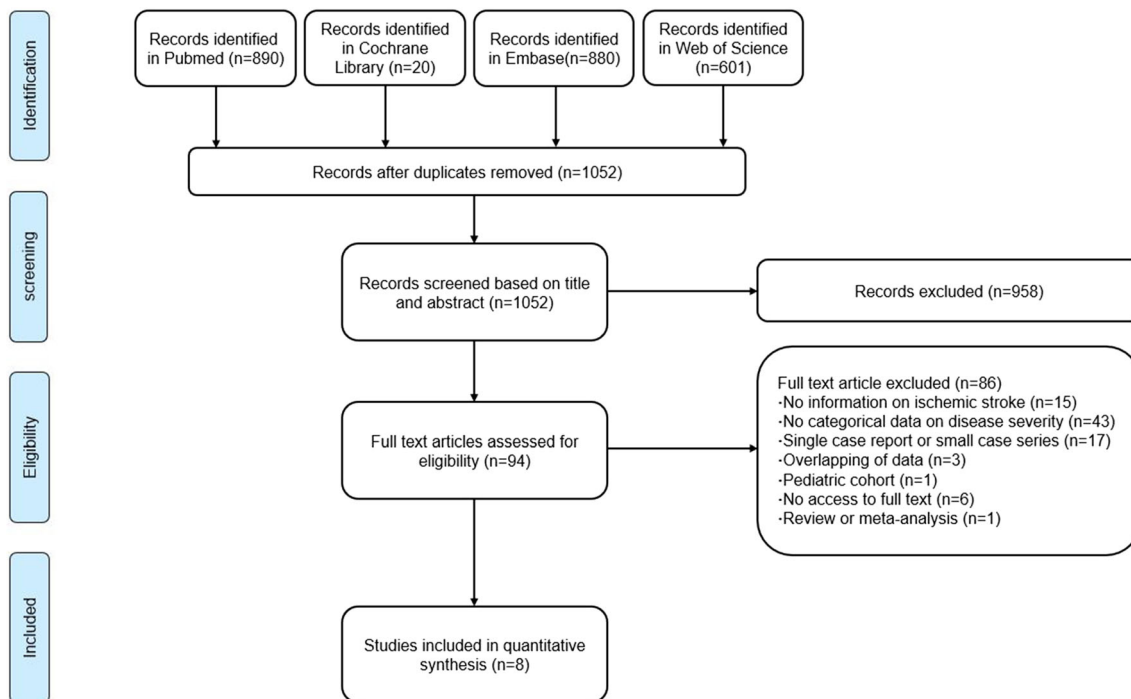 Identification
Records identified
in Pubmed (n=890)
Records identified
in Cochrane
Library (n=20)
Records identified
in Embase(n=880)
Records identified
in Web of Science
(n=601)
Records after duplicates removed (n=1052)
screening
Records screened based on title
and abstract (n=1052)
Records excluded (n=958)
Eligibility
Full text articles assessed for
eligibility (n=94)
Full text article excluded (n=86)
·No information on ischemic stroke (n=15)
·No categorical data on disease severity (n=43)
·Single case report or small case series (n=17)
·Overlapping of data (n=3)
·Pediatric cohort (n=1)
·No access to full text (n=6)
·Review or meta-analysis (n=1)
Included
Studies included in quantitative
synthesis (n=8)